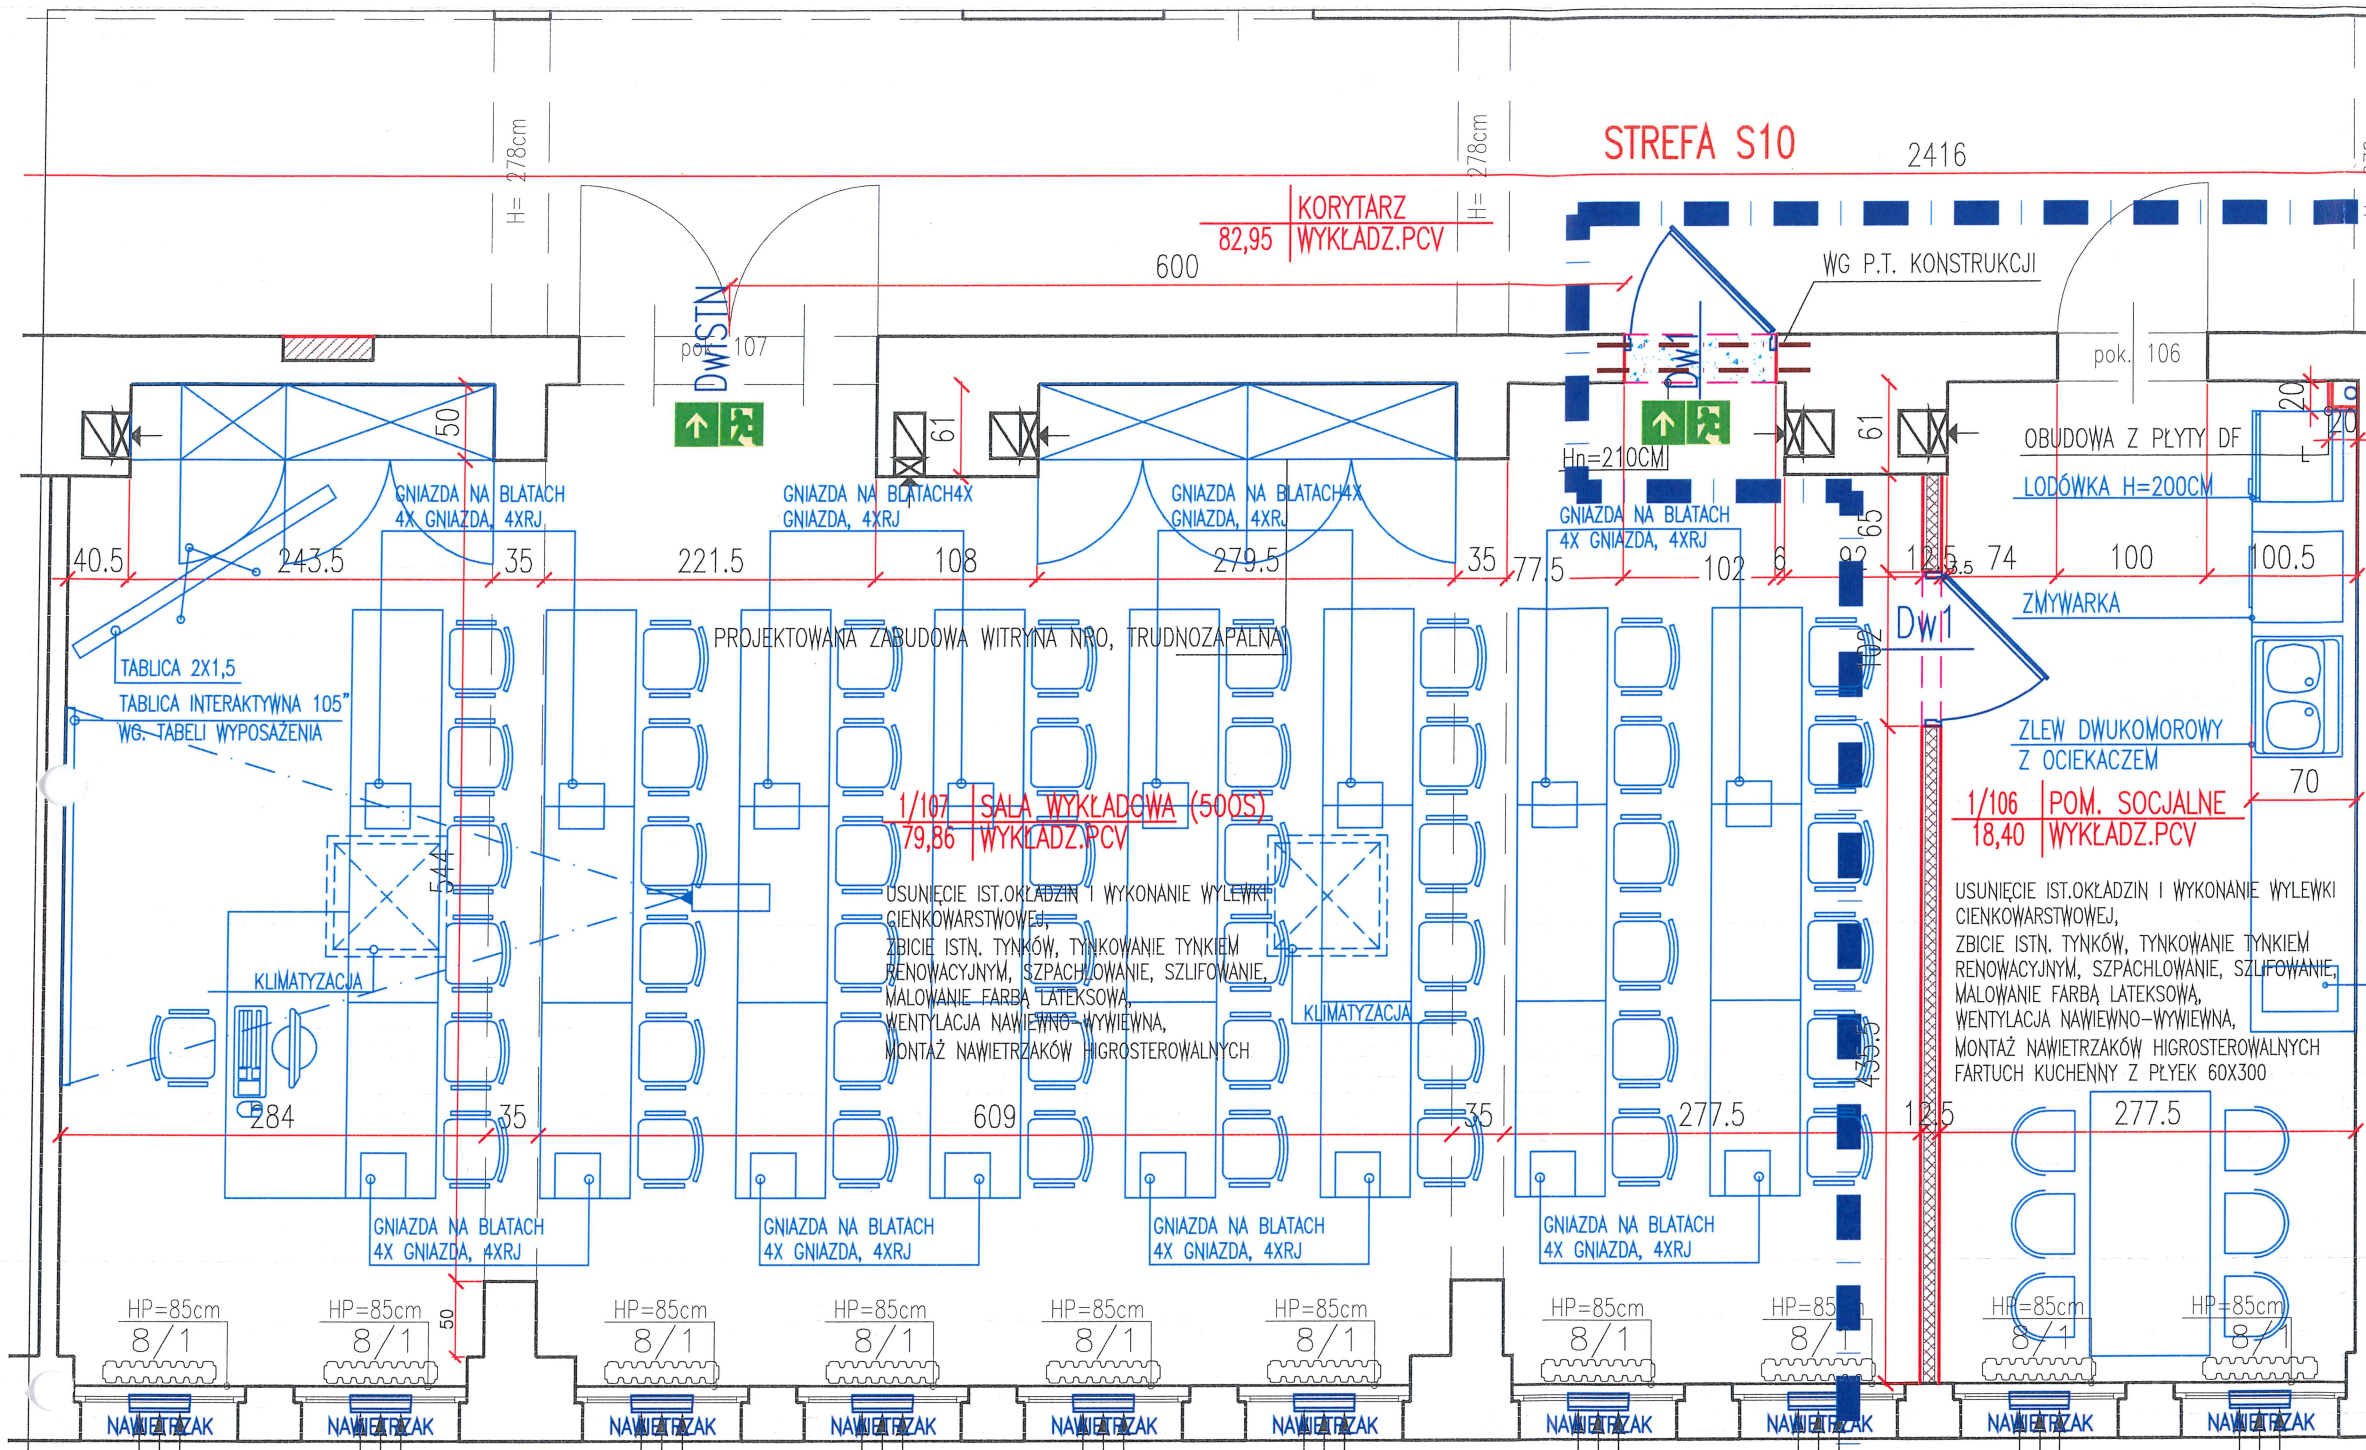 H= 278cm
H= 278cm
STREFA S10
2416
KORYTARZ
82,95 WYKŁADZ.PCV
600
WG P.T. KONSTRUKCJI
DwISTN
pok. 107
Dw1
pok. 106
50
61
61
20
20
Hn=210CM
OBUDOWA Z PŁYTY DF
LODÓWKA H=200CM
GNIAZDA NA BLATACH
4X GNIAZDA, 4XRJ
GNIAZDA NA BLATACH4X
GNIAZDA, 4XRJ
GNIAZDA NA BLATACH4X
GNIAZDA, 4XRJ
GNIAZDA NA BLATACH
4X GNIAZDA, 4XRJ
65
40.5
243.5
35
221.5
108
279.5
35
77.5
102
6
92
12.5
3.5
74
100
100.5
ZMYWARKA
Dw1
102
PROJEKTOWANA ZABUDOWA WITRYNA NRO, TRUDNOZAPALNA
TABLICA 2X1,5
TABLICA INTERAKTYWNA 105"
WG. TABELI WYPOSAŻENIA
ZLEW DWUKOMOROWY
Z OCIEKACZEM
70
1/107 SALA WYKŁADOWA (50OS)
79,86 WYKŁADZ.PCV
1/106 POM. SOCJALNE
18,40 WYKŁADZ.PCV
544
USUNIĘCIE IST.OKŁADZIN I WYKONANIE WYLEWKI
CIENKOWARSTWOWEJ,
ZBICIE ISTN. TYNKÓW, TYNKOWANIE TYNKIEM
RENOWACYJNYM, SZPACHLOWANIE, SZLIFOWANIE,
MALOWANIE FARBĄ LATEKSOWĄ,
WENTYLACJA NAWIEWNO-WYWIEWNA,
MONTAŻ NAWIETRZAKÓW HIGROSTEROWALNYCH
USUNIĘCIE IST.OKŁADZIN I WYKONANIE WYLEWKI
CIENKOWARSTWOWEJ,
ZBICIE ISTN. TYNKÓW, TYNKOWANIE TYNKIEM
RENOWACYJNYM, SZPACHLOWANIE, SZLIFOWANIE,
MALOWANIE FARBĄ LATEKSOWĄ,
WENTYLACJA NAWIEWNO-WYWIEWNA,
MONTAŻ NAWIETRZAKÓW HIGROSTEROWALNYCH
FARTUCH KUCHENNY Z PŁYEK 60X300
KLIMATYZACJA
KLIMATYZACJA
435.5
284
35
609
35
277.5
12.5
277.5
GNIAZDA NA BLATACH
4X GNIAZDA, 4XRJ
GNIAZDA NA BLATACH
4X GNIAZDA, 4XRJ
GNIAZDA NA BLATACH
4X GNIAZDA, 4XRJ
GNIAZDA NA BLATACH
4X GNIAZDA, 4XRJ
50
HP=85cm
8/1
HP=85cm
8/1
HP=85cm
8/1
HP=85cm
8/1
HP=85cm
8/1
HP=85cm
8/1
HP=85cm
8/1
HP=85cm
8/1
HP=85cm
8/1
HP=85cm
8/1
NAWIETRZAK
NAWIETRZAK
NAWIETRZAK
NAWIETRZAK
NAWIETRZAK
NAWIETRZAK
NAWIETRZAK
NAWIETRZAK
NAWIETRZAK
NAWIETRZAK